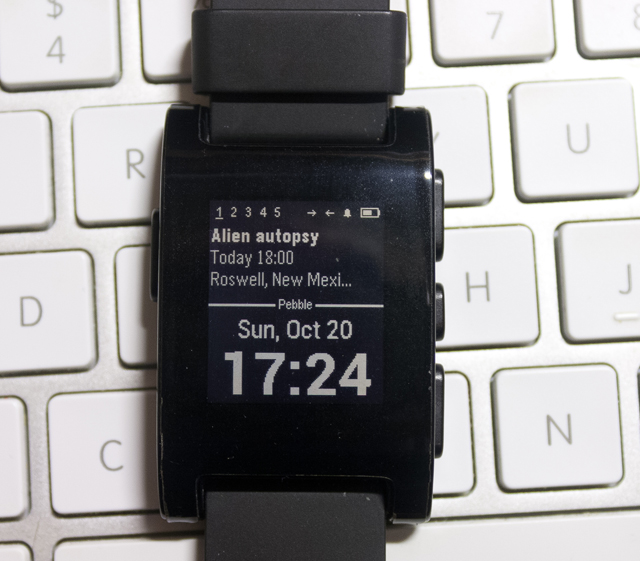 $
4
7
8
R
Y
U
1 2 3 4 5 → ←
Alien autopsy
Today 18:00
Roswell, New Mexi...
Pebble
Sun, Oct 20
17:24
D
H
J
C
N